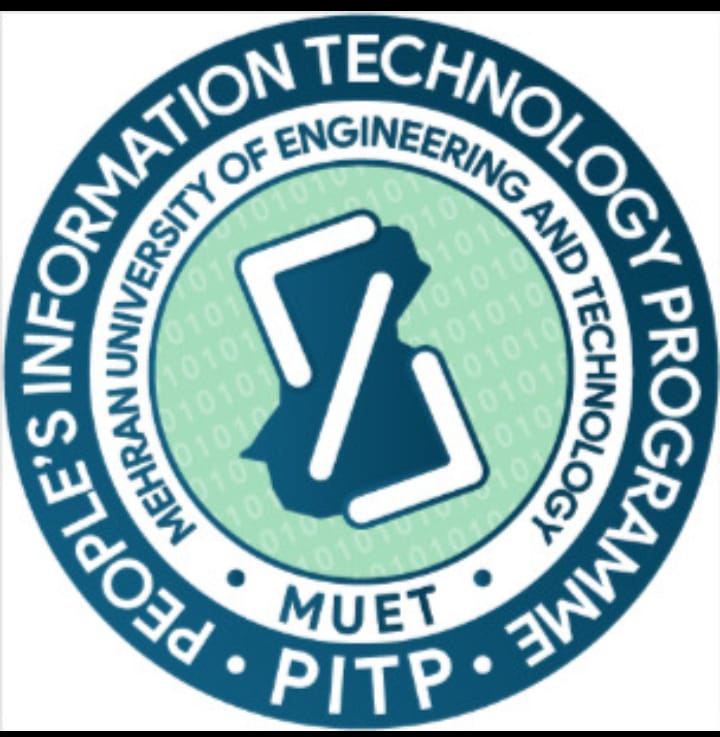 PEOPLE'S INFORMATION TECHNOLOGY PROGRAMME
MEHRAN UNIVERSITY OF ENGINEERING AND TECHNOLOGY
• MUET •
• PITP •